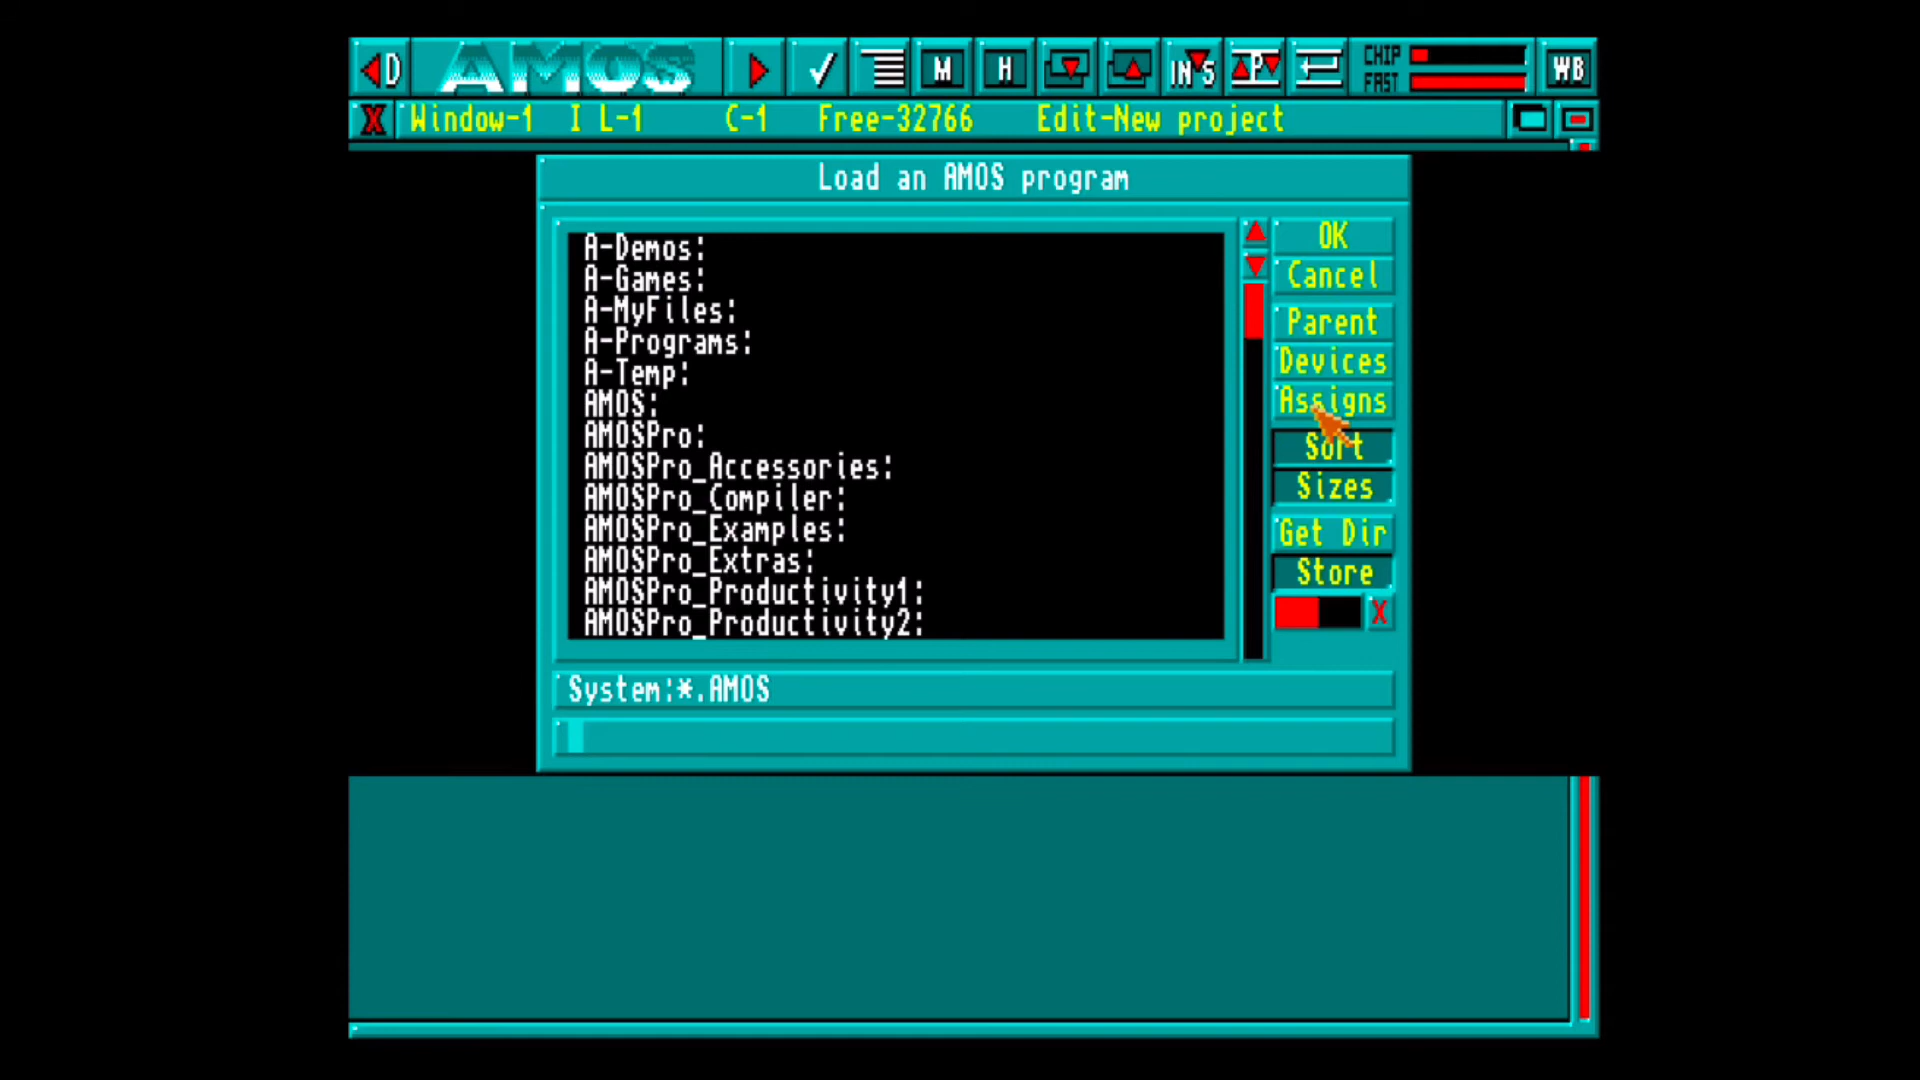 D AMOS M H IN S P CHIP FAST WB
X Window-1 I L-1 C-1 Free-32766 Edit-New project
Load an AMOS program
A-Demos:
A-Games:
A-MyFiles:
A-Programs:
A-Temp:
AMOS:
AMOSPro:
AMOSPro_Accessories:
AMOSPro_Compiler:
AMOSPro_Examples:
AMOSPro_Extras:
AMOSPro_Productivity1:
AMOSPro_Productivity2:
OK
Cancel
Parent
Devices
Assigns
Sort
Sizes
Get Dir
Store
X
System:*.AMOS